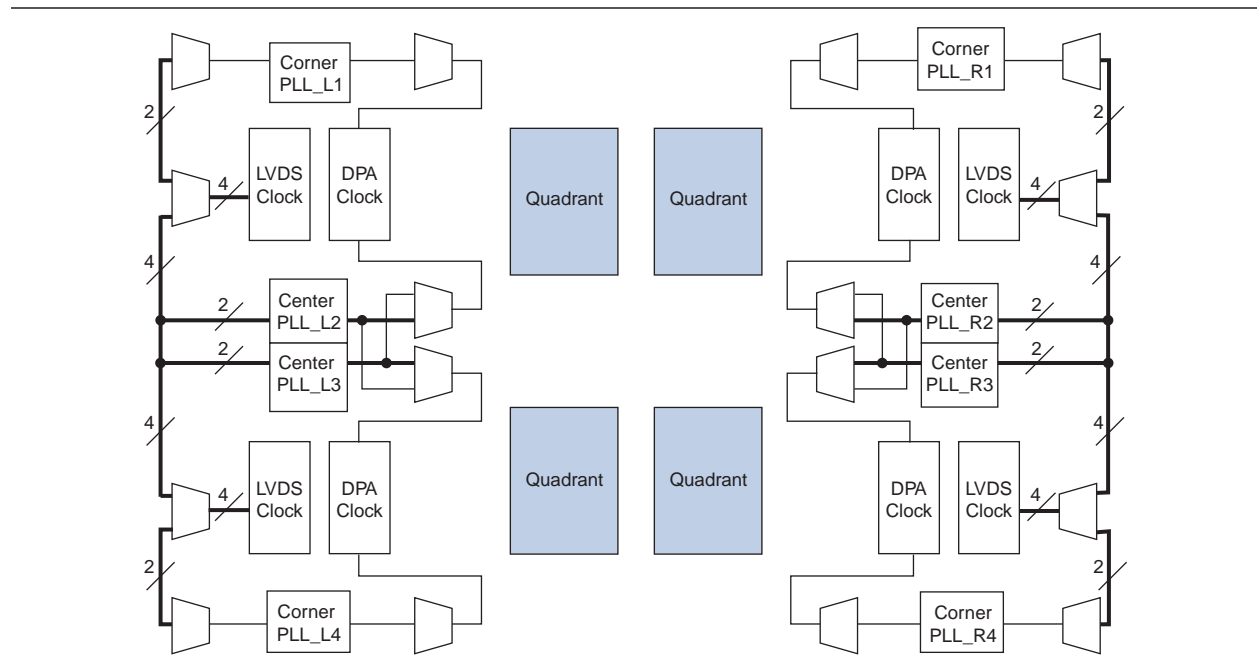 Corner
PLL_L1
Corner
PLL_R1
2
2
LVDS
Clock
DPA
Clock
4
Quadrant
Quadrant
DPA
Clock
LVDS
Clock
4
4
4
2
Center
PLL_L2
Center
PLL_R2
2
2
Center
PLL_L3
Center
PLL_R3
2
4
4
LVDS
Clock
DPA
Clock
4
Quadrant
Quadrant
DPA
Clock
LVDS
Clock
4
2
2
Corner
PLL_L4
Corner
PLL_R4